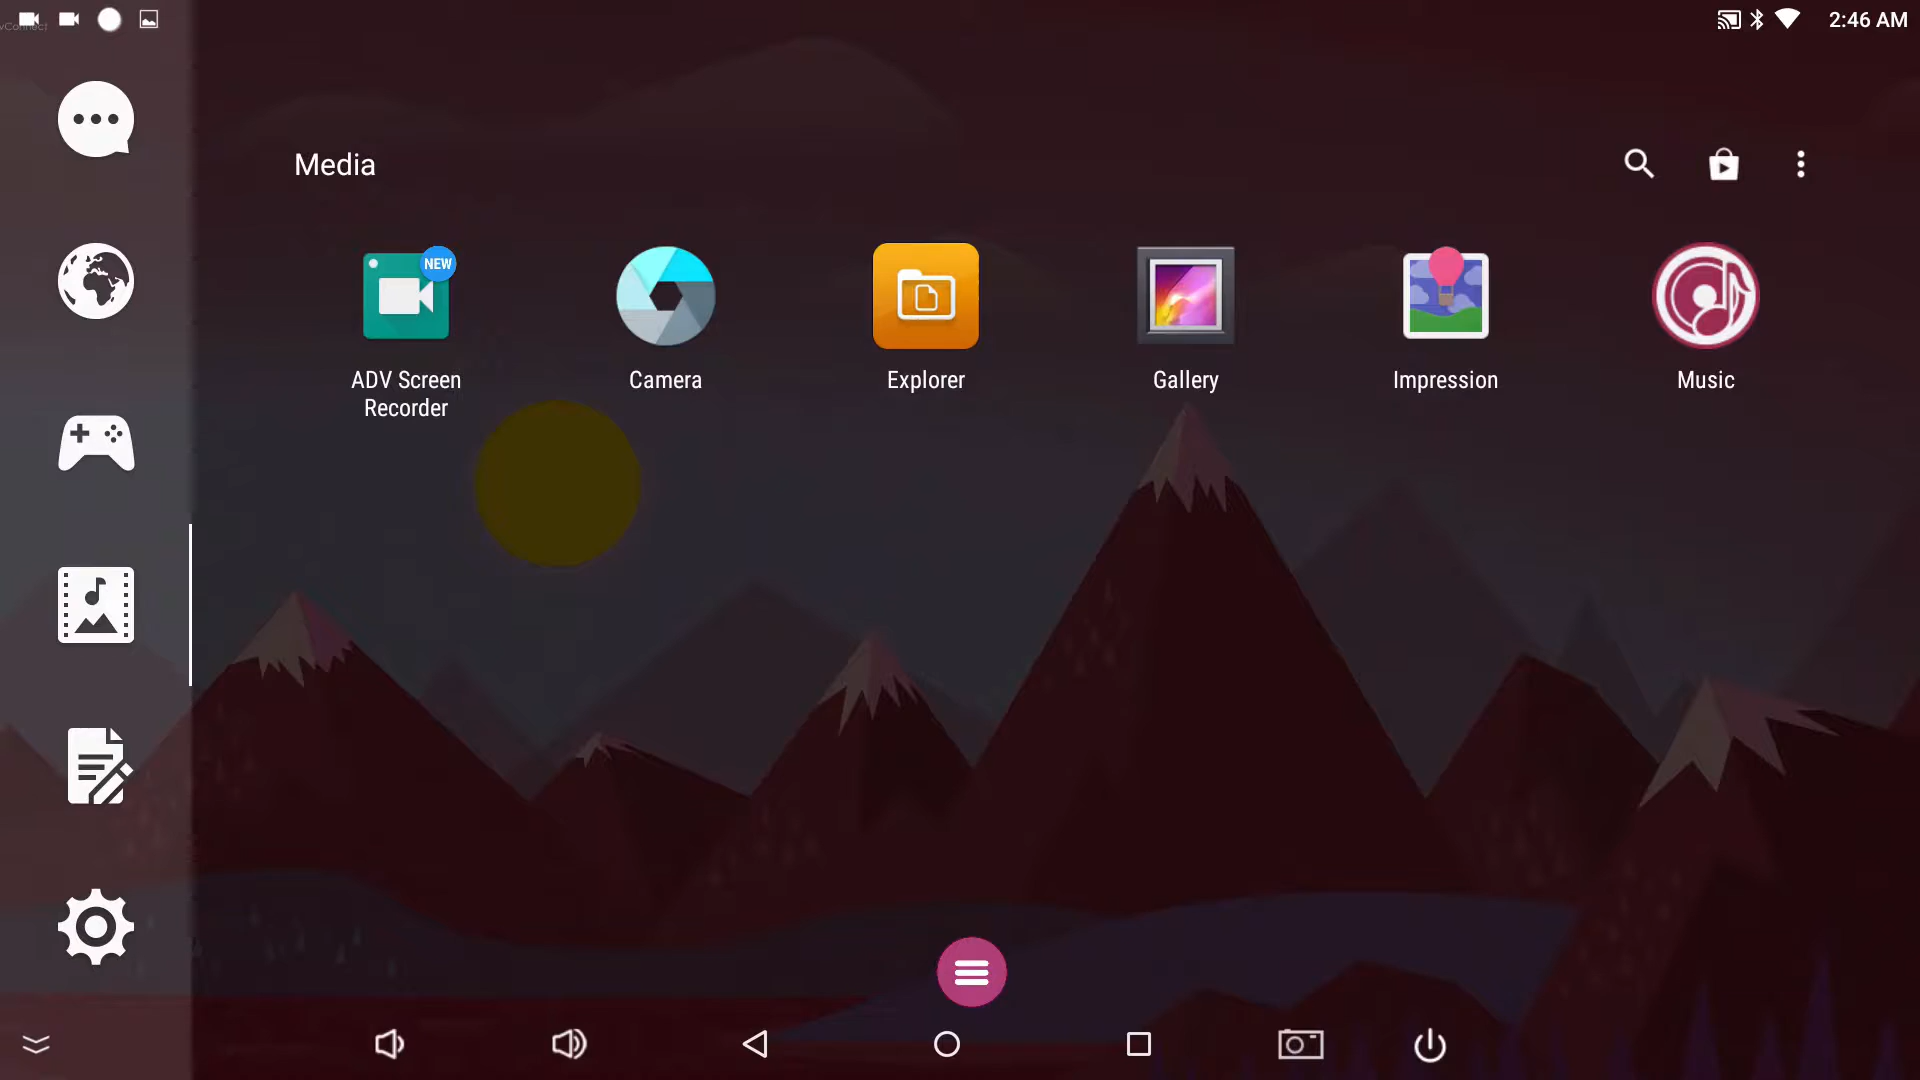 2:46 AM
Media
NEW
ADV Screen
Recorder
Camera
Explorer
Gallery
Impression
Music